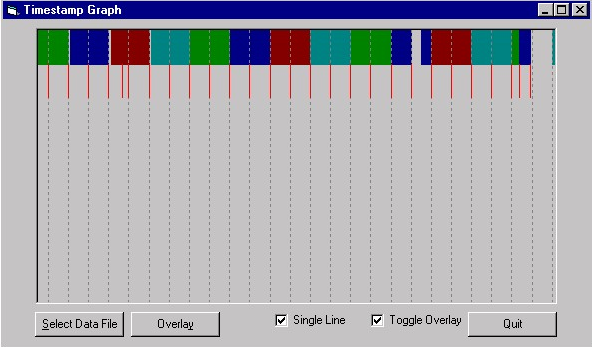 Timestamp Graph
Select Data File
Overlay
Single Line
Toggle Overlay
Quit